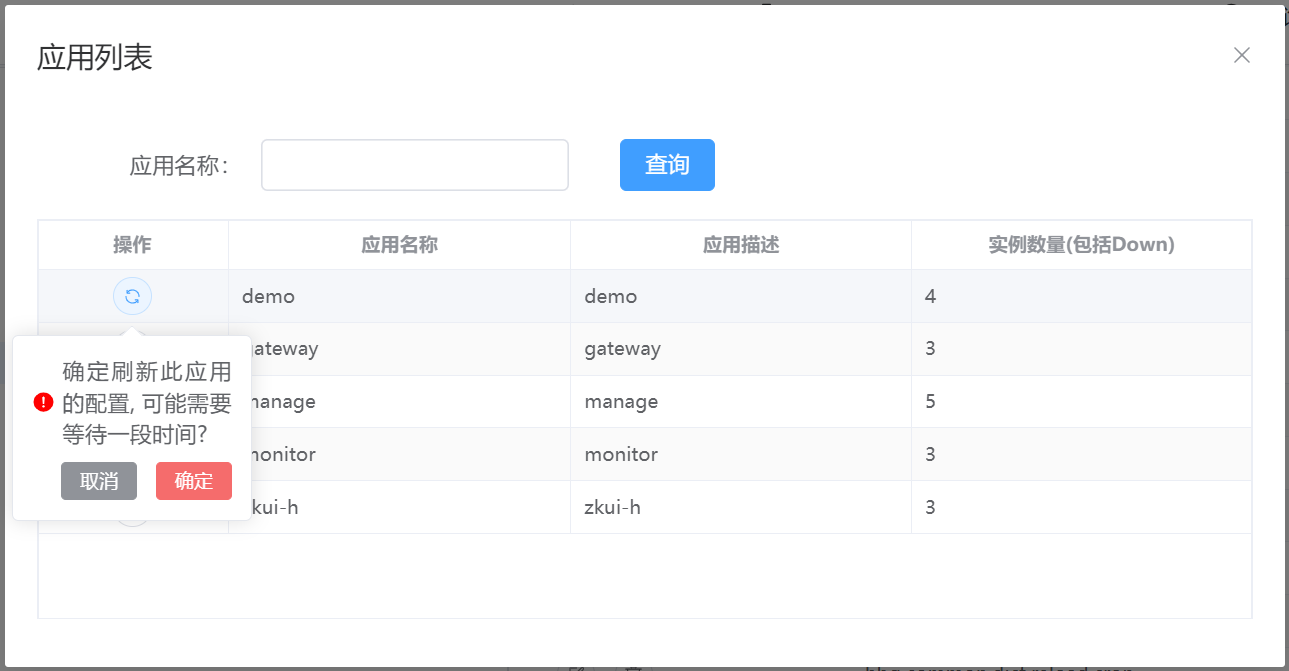 应用列表
应用名称：
查询
操作 应用名称 应用描述 实例数量(包括Down)
demo demo 4
gateway gateway 3
manage manage 5
monitor monitor 3
zkui-h zkui-h 3
确定刷新此应用
的配置, 可能需要
等待一段时间?
取消 确定